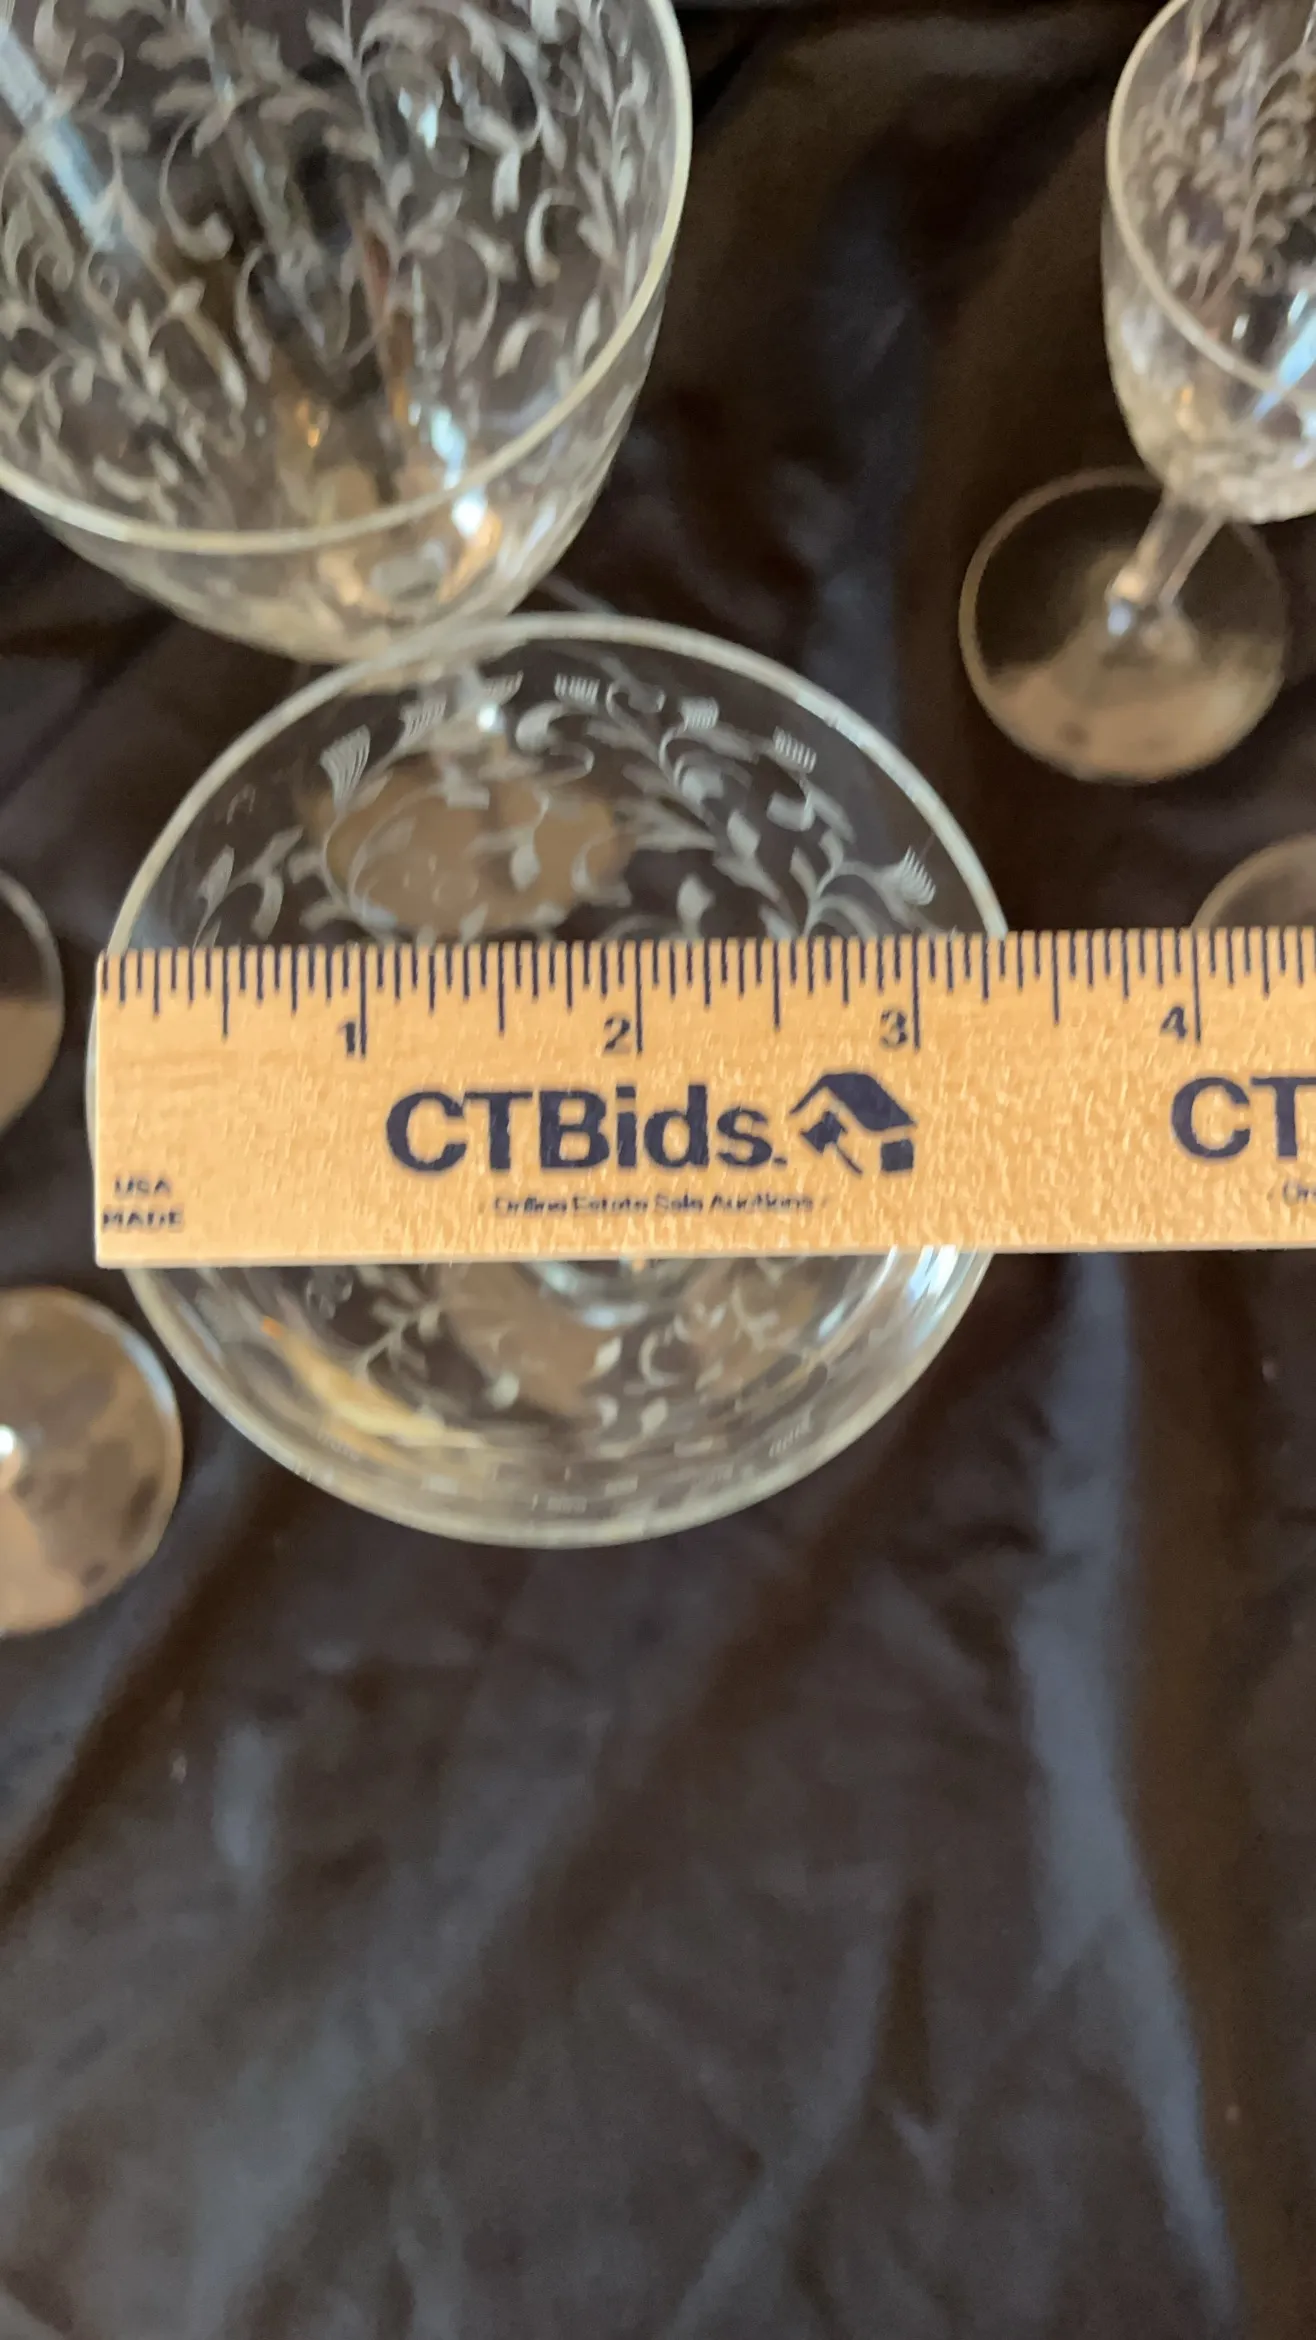 1 2 3 4
CTBids. CT
USA
MADE
- Online Estate Sale Auctions -